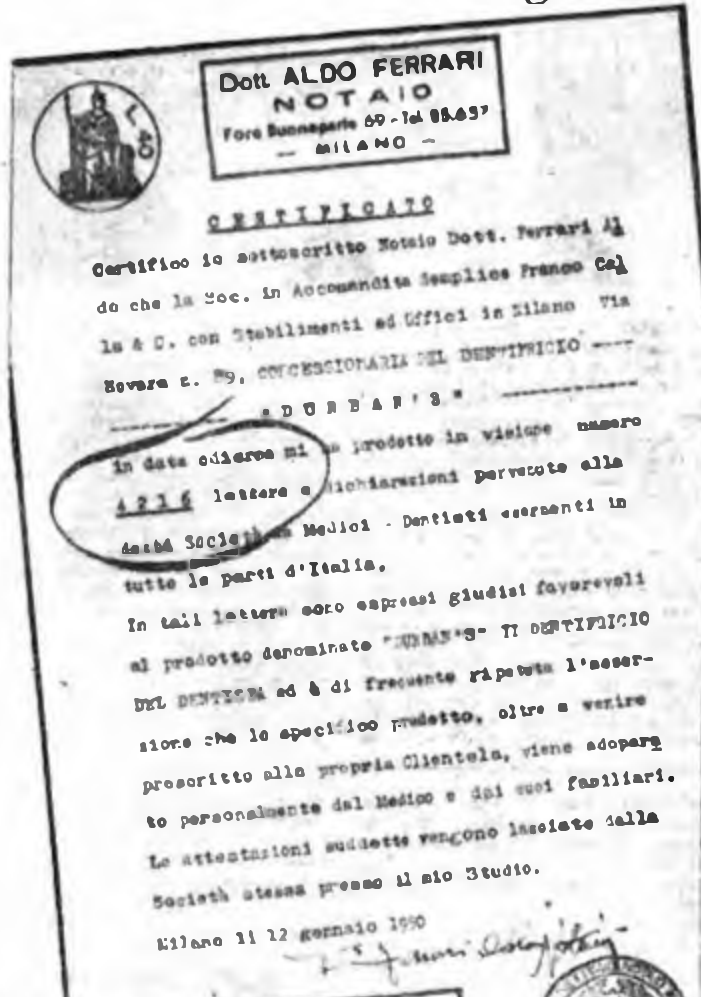 L. 40
Dott ALDO FERRARI
NOTAIO
Foro Buonaparte 69 - Tel 85.657
- MILANO -
CERTIFICATO
Certifico io sottoscritto Notaio Dott. Ferrari Al
do che la Soc. in Accomandita Semplice Franco Cel
la & C. con Stabilimenti ed Uffici in Milano Via
Novara n. 89, CONCESSIONARIA DEL DENTIFRICIO ----
"DURBAN'S"
in data odierna mi ha prodotto in visione numero
4216 lettere e dichiarazioni pervenute alla
detta Società da Medici - Dentisti esercenti in
tutte le parti d'Italia.
In tali lettere sono espressi giudizi favorevoli
al prodotto denominato "DURBAN'S" IL DENTIFRICIO
DEL DENTISTA ed è di frequente ripetuta l'asser-
zione che lo specifico prodotto, oltre a venire
prescritto alla propria Clientela, viene adopera
to personalmente dal Medico e dai suoi familiari.
Le attestazioni suddette vengono lasciate dalla
Società stessa presso il mio Studio.
Milano li 12 gennaio 1950